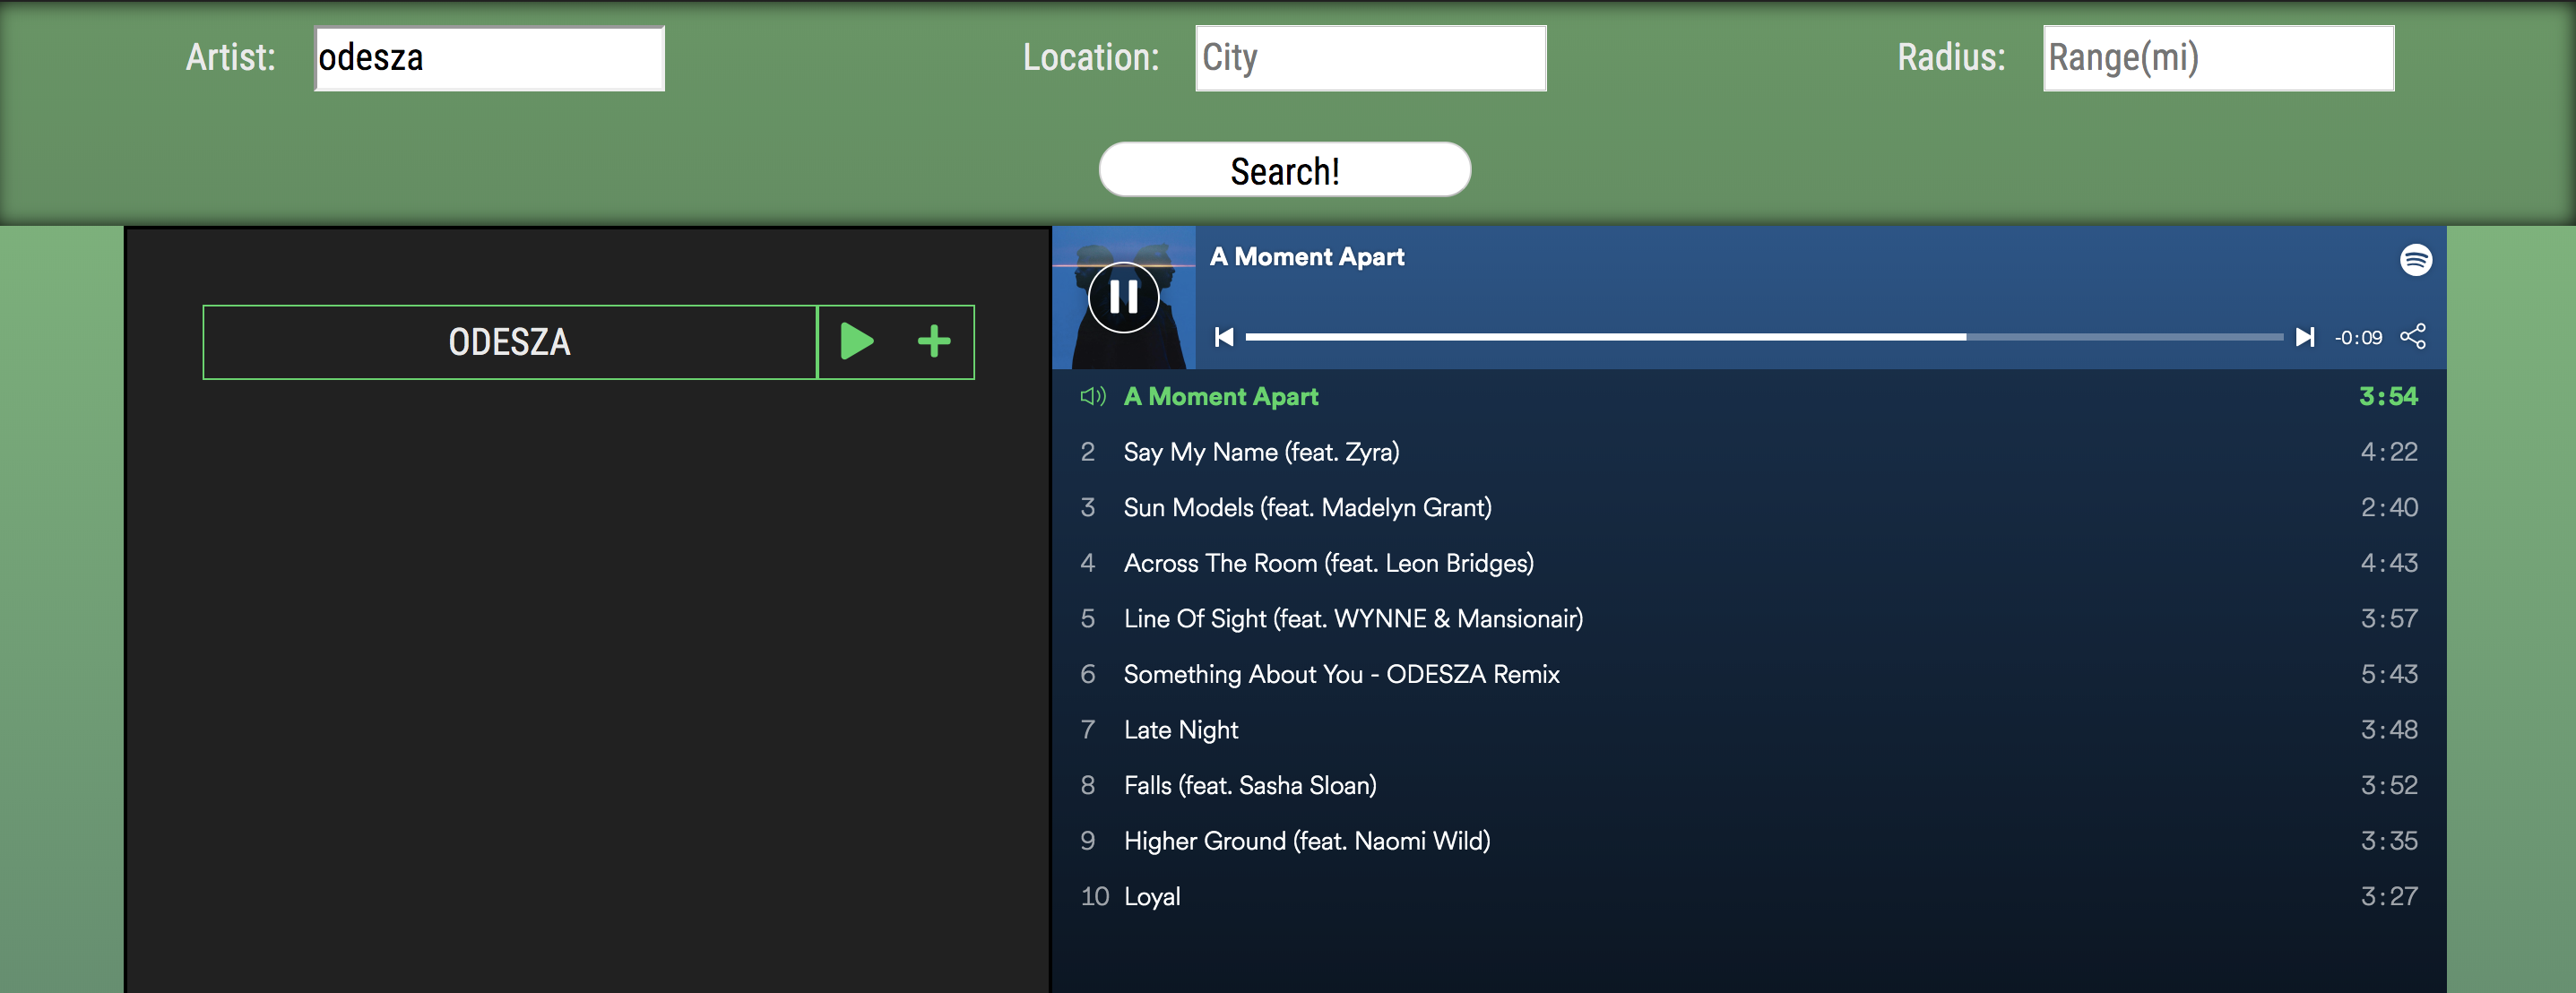 Artist: odesza Location: City Radius: Range(mi)
Search!
ODESZA
A Moment Apart
-0:09
A Moment Apart 3:54
2 Say My Name (feat. Zyra) 4:22
3 Sun Models (feat. Madelyn Grant) 2:40
4 Across The Room (feat. Leon Bridges) 4:43
5 Line Of Sight (feat. WYNNE & Mansionair) 3:57
6 Something About You - ODESZA Remix 5:43
7 Late Night 3:48
8 Falls (feat. Sasha Sloan) 3:52
9 Higher Ground (feat. Naomi Wild) 3:35
10 Loyal 3:27